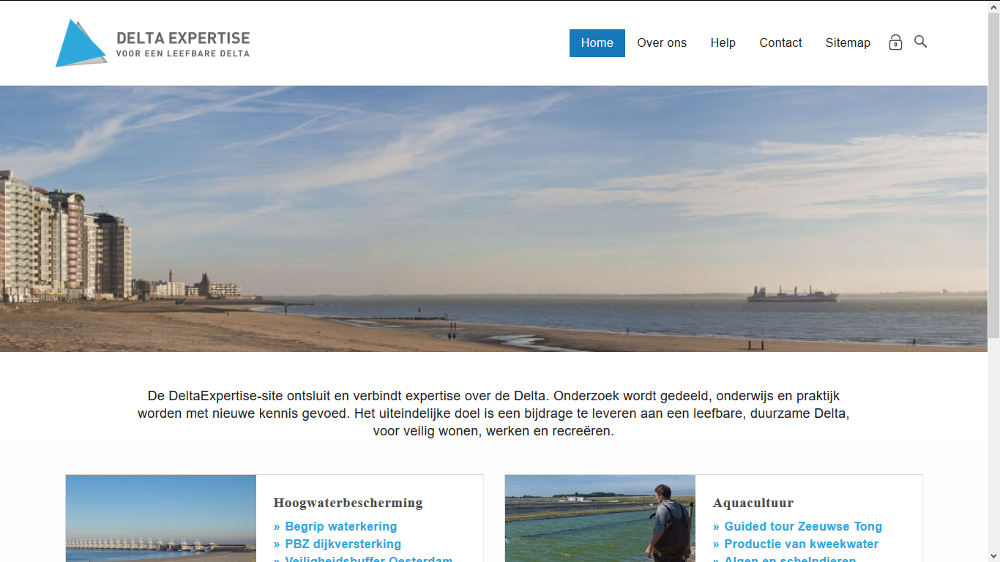 DELTA EXPERTISE
VOOR EEN LEEFBARE DELTA
Home Over ons Help Contact Sitemap
De DeltaExpertise-site ontsluit en verbindt expertise over de Delta. Onderzoek wordt gedeeld, onderwijs en praktijk
worden met nieuwe kennis gevoed. Het uiteindelijke doel is een bijdrage te leveren aan een leefbare, duurzame Delta,
voor veilig wonen, werken en recreëren.
Hoogwaterbescherming
» Begrip waterkering
» PBZ dijkversterking
» Veiligheidsbuffer Oesterdam
Aquacultuur
» Guided tour Zeeuwse Tong
» Productie van kweekwater
» Algen en schelpdieren